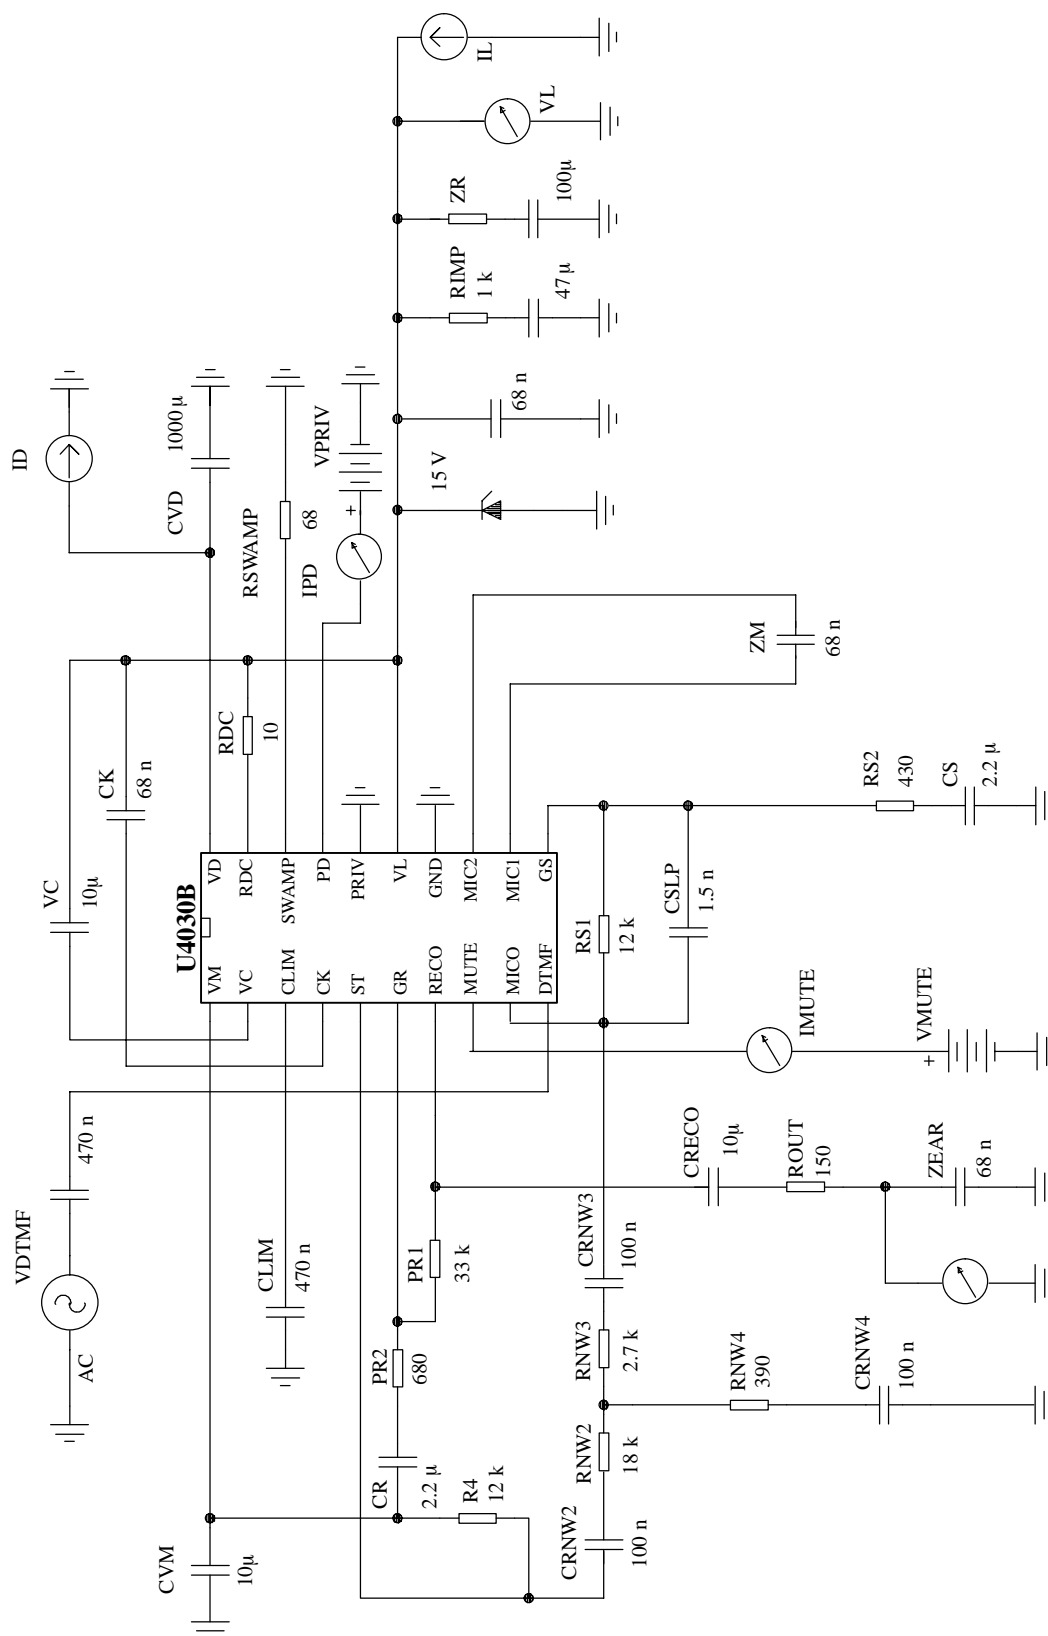 VDTMF
AC
470 n
ID
VC
10µ
CK
68 n
CVD
1000 µ
CVM
10µ
CLIM
470 n
U4030B
VM
VC
CLIM
CK
ST
GR
RECO
MUTE
MICO
DTMF
VD
RDC
SWAMP
PD
PRIV
VL
GND
MIC2
MIC1
GS
RDC
10
RSWAMP
68
IPD
+
VPRIV
15 V
68 n
RIMP
1 k
47 µ
ZR
100µ
VL
IL
CR
2.2 µ
PR2
680
PR1
33 k
R4
12 k
CRNW2
100 n
RNW2
18 k
RNW3
2.7 k
CRNW3
100 n
RNW4
390
CRNW4
100 n
CRECO
10µ
ROUT
150
ZEAR
68 n
IMUTE
VMUTE
+
RS1
12 k
CSLP
1.5 n
RS2
430
CS
2.2 µ
ZM
68 n